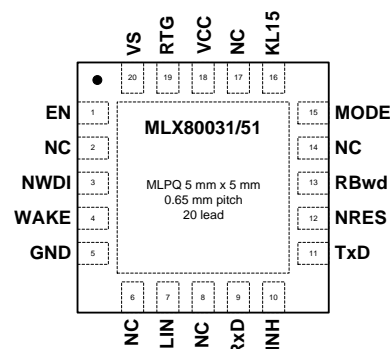 VS RTG VCC NC KL15
20 19 18 17 16
EN 1 15 MODE
NC 2 14 NC
NWDI 3 13 RBwd
WAKE 4 12 NRES
GND 5 11 TxD
MLX80031/51
MLPQ 5 mm x 5 mm
0.65 mm pitch
20 lead
6 7 8 9 10
NC LIN NC RxD INH